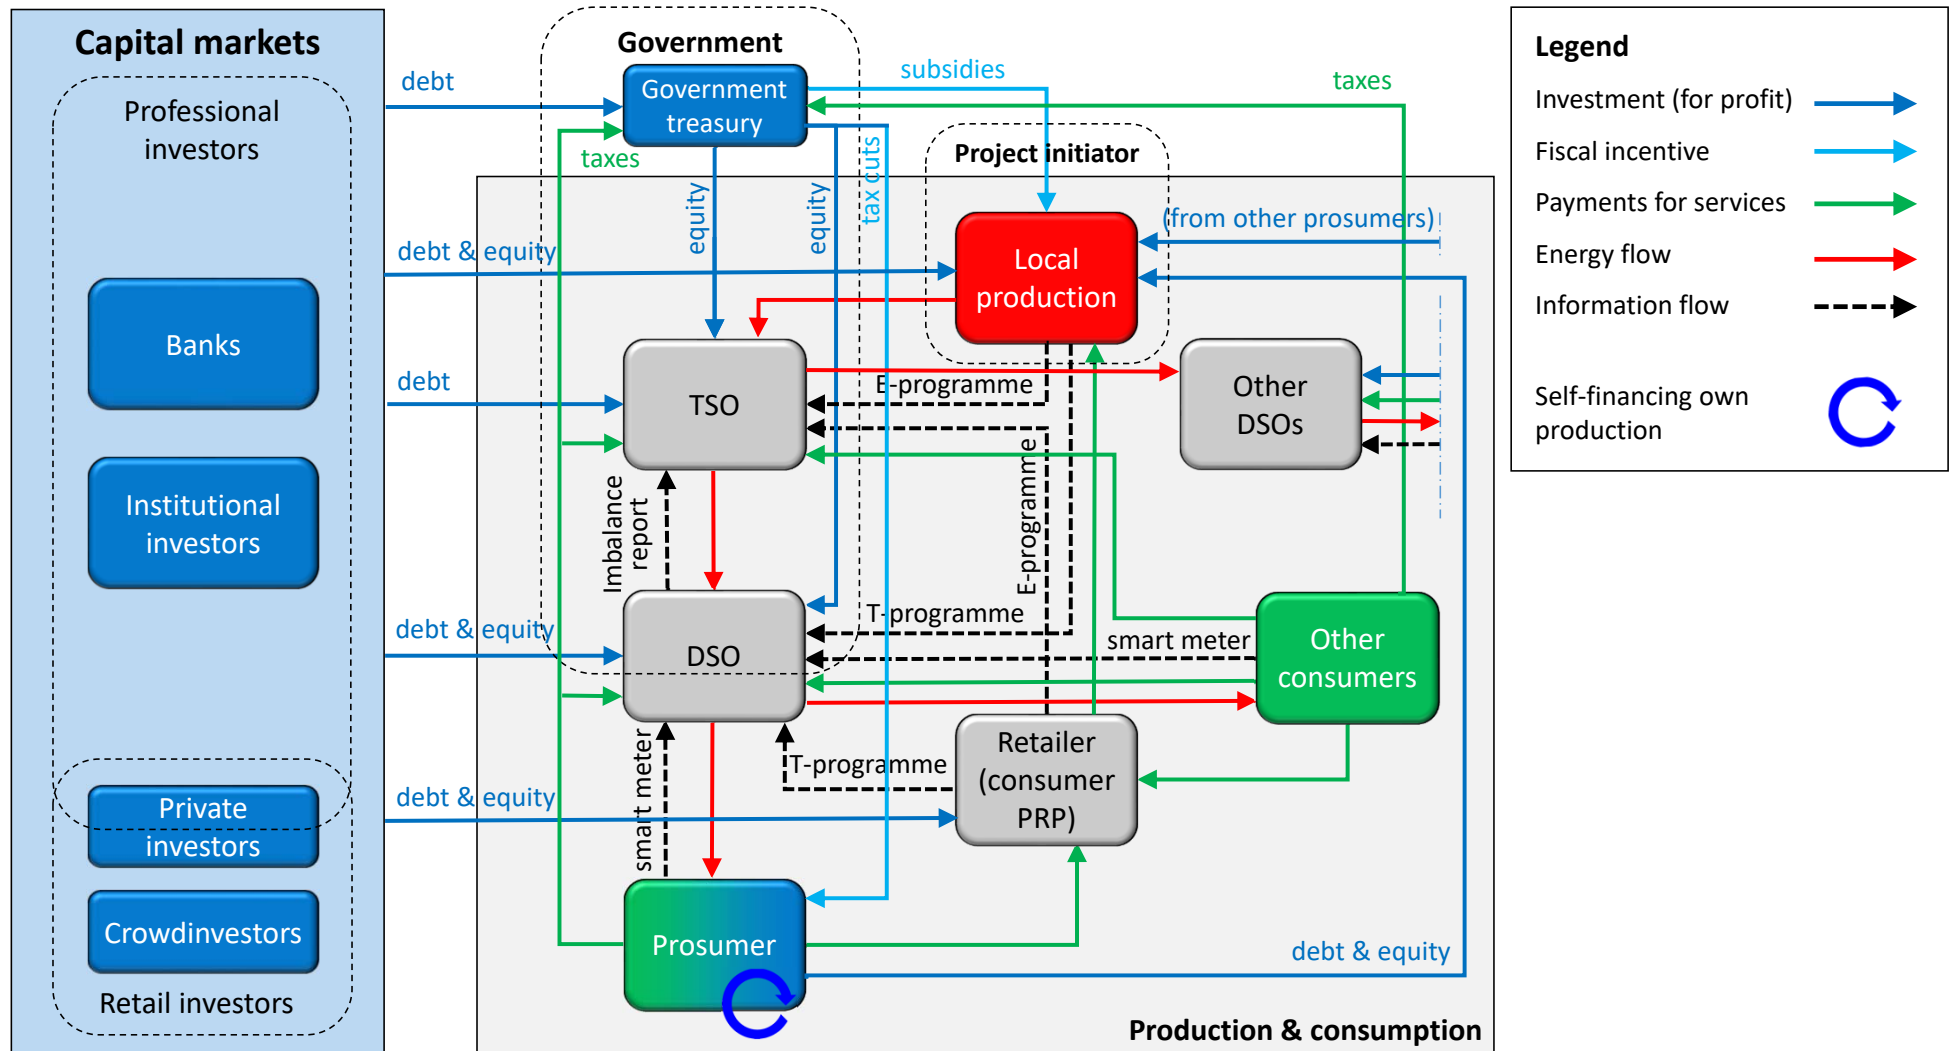 Capital markets
Professional
investors
Banks
Institutional
investors
Private
investors
Crowdinvestors
Retail investors
debt
debt & equity
debt
debt & equity
debt & equity
Government
Government
treasury
taxes
subsidies
taxes
equity
equity
tax cuts
Project initiator
Local
production
(from other prosumers)
TSO
E-programme
Other
DSOs
Imbalance
report
E-programme
DSO
T-programme
smart meter
Other
consumers
smart meter
T-programme
Retailer
(consumer
PRP)
Prosumer
debt & equity
Production & consumption
Legend
Investment (for profit)
Fiscal incentive
Payments for services
Energy flow
Information flow
Self-financing own
production